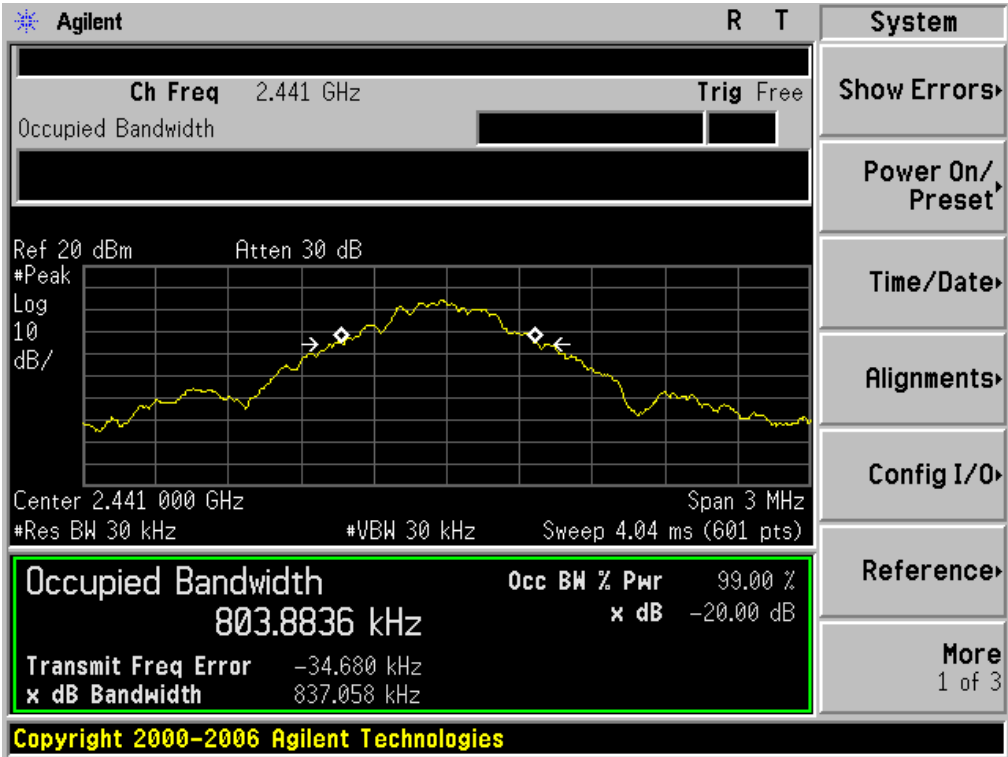 Agilent R T System
Ch Freq 2.441 GHz Trig Free
Occupied Bandwidth
Show Errors
Power On/
Preset
Time/Date
Alignments
Config I/O
Reference
More
1 of 3
Ref 20 dBm Atten 30 dB
#Peak
Log
10
dB/
Center 2.441 000 GHz Span 3 MHz
#Res BW 30 kHz #VBW 30 kHz Sweep 4.04 ms (601 pts)
Occupied Bandwidth Occ BW % Pwr 99.00 %
803.8836 kHz x dB -20.00 dB
Transmit Freq Error -34.680 kHz
x dB Bandwidth 837.058 kHz
Copyright 2000-2006 Agilent Technologies